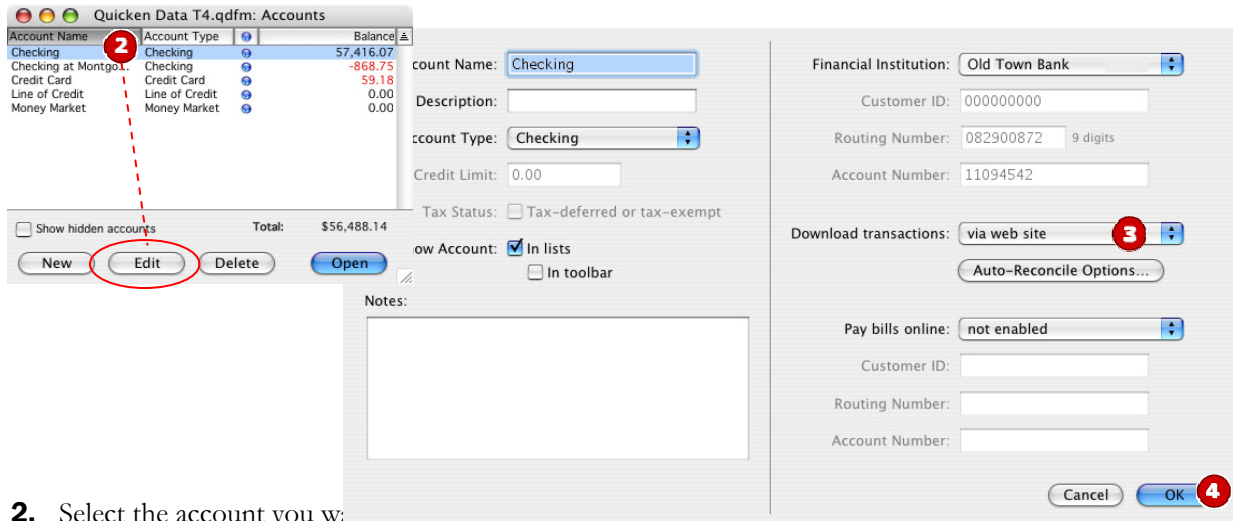 Quicken Data T4.qdfm: Accounts
Account Name Account Type Balance
Checking Checking 57,416.07
Checking at Montgo... Checking -868.75
Credit Card Credit Card 59.18
Line of Credit Line of Credit 0.00
Money Market Money Market 0.00
2
Show hidden accounts Total: $56,488.14
New Edit Delete Open
count Name: Checking
Description:
ccount Type: Checking
Credit Limit: 0.00
Tax Status: Tax-deferred or tax-exempt
ow Account: In lists
In toolbar
Notes:
Financial Institution: Old Town Bank
Customer ID: 000000000
Routing Number: 082900872 9 digits
Account Number: 11094542
Download transactions: via web site 3
Auto-Reconcile Options...
Pay bills online: not enabled
Customer ID:
Routing Number:
Account Number:
Cancel OK 4
2. Select the account you wa